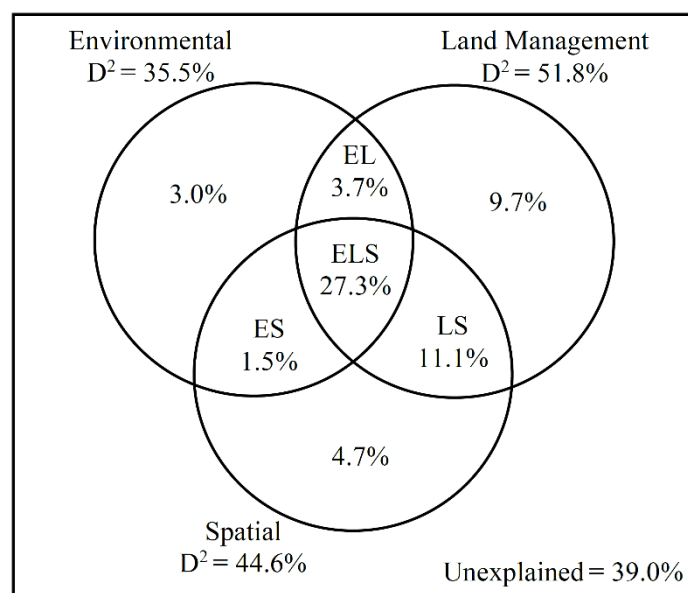 Environmental
D² = 35.5%
Land Management
D² = 51.8%
EL
3.7%
3.0%
9.7%
ELS
27.3%
ES
1.5%
LS
11.1%
4.7%
Spatial
D² = 44.6%
Unexplained = 39.0%